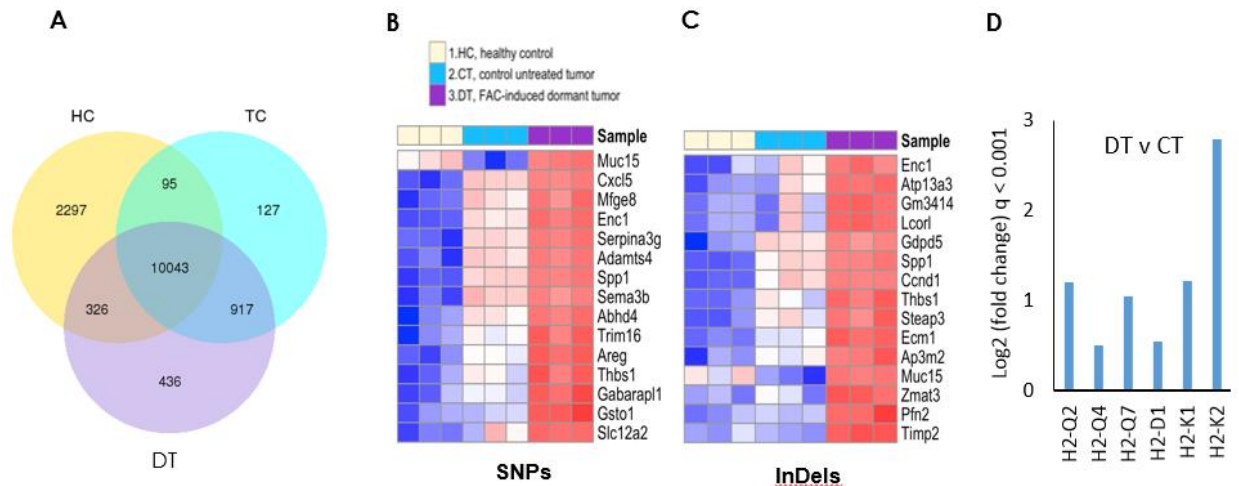 A
HC
TC
95
2297
127
10043
326
917
436
DT
B
1.HC, healthy control
2.CT, control untreated tumor
3.DT, FAC-induced dormant tumor
Sample
Muc15
Cxcl5
Mfge8
Enc1
Serpina3g
Adamts4
Spp1
Sema3b
Abhd4
Trim16
Areg
Thbs1
Gabarapl1
Gsto1
Slc12a2
SNPs
C
Sample
Enc1
Atp13a3
Gm3414
Lcorl
Gdpd5
Spp1
Ccnd1
Thbs1
Steap3
Ecm1
Ap3m2
Muc15
Zmat3
Pfn2
Timp2
InDels
D
DT v CT
Log2 (fold change) q < 0.001
3
2
1
0
H2-Q2
H2-Q4
H2-Q7
H2-D1
H2-K1
H2-K2